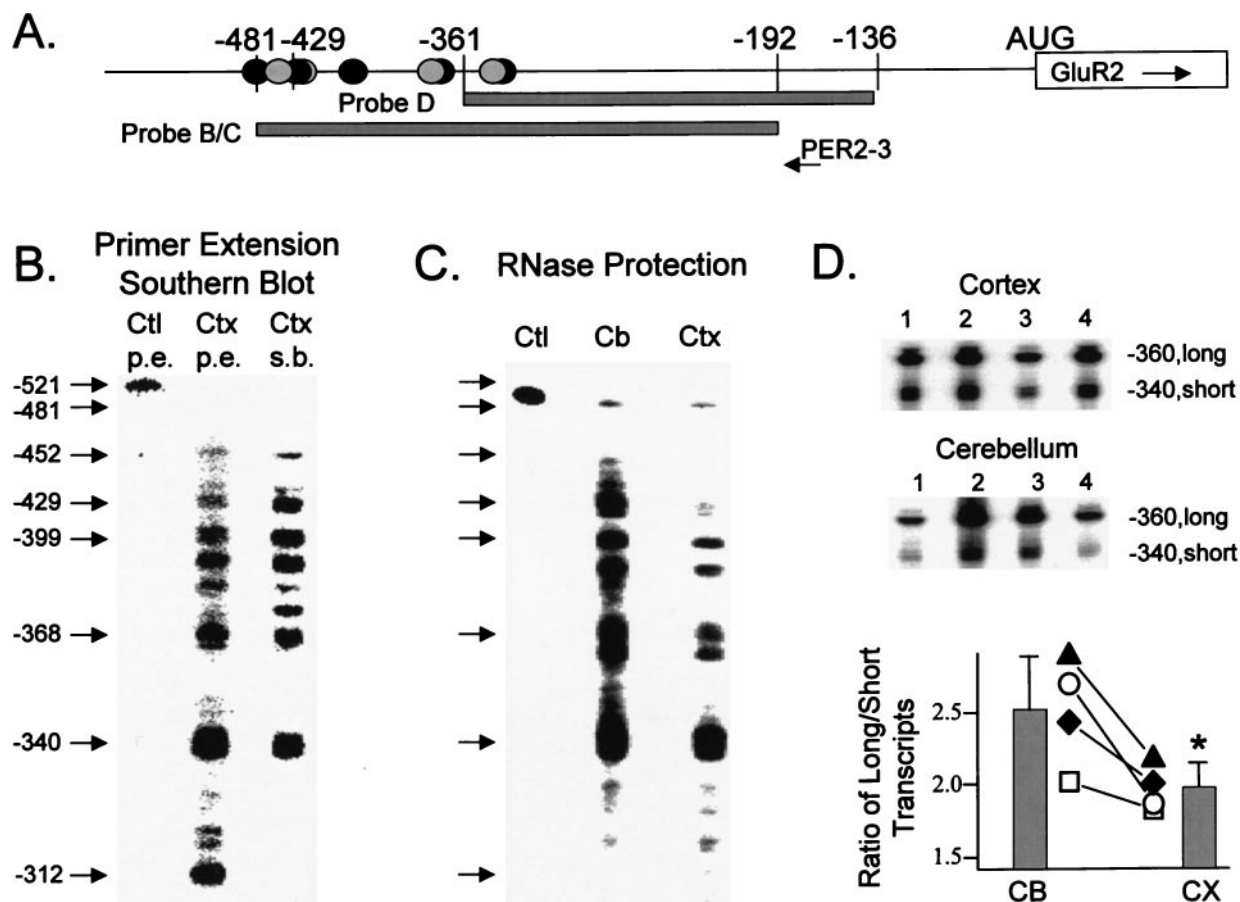 A.
-481 -429 -361 -192 -136 AUG
GluR2
Probe D
Probe B/C
PER2-3
B.
Primer Extension
Southern Blot
Ctl Ctx Ctx
p.e. p.e. s.b.
-521
-481
-452
-429
-399
-368
-340
-312
C.
RNase Protection
Ctl Cb Ctx
D.
Cortex
1 2 3 4
-360,long
-340,short
Cerebellum
1 2 3 4
-360,long
-340,short
Ratio of Long/Short
Transcripts
2.5
2.0
1.5
*
CB CX